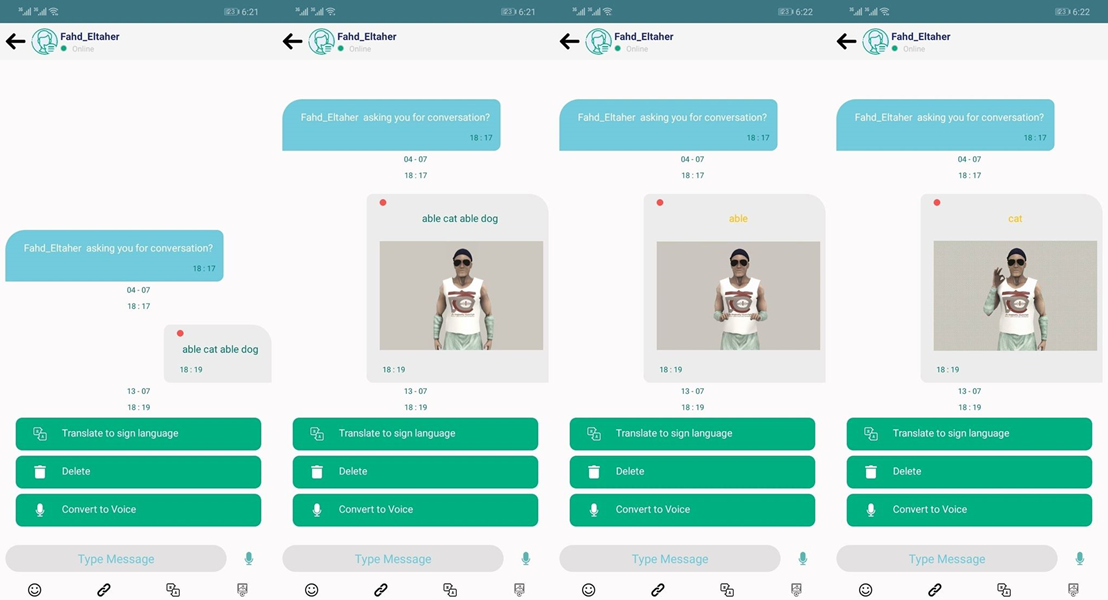 6:21
Fahd_Eltaher
Online
Fahd_Eltaher asking you for conversation?
18 : 17
04 - 07
18 : 17
able cat able dog
18 : 19
13 - 07
18 : 19
Translate to sign language
Delete
Convert to Voice
Type Message
6:21
Fahd_Eltaher
Online
Fahd_Eltaher asking you for conversation?
18 : 17
04 - 07
18 : 17
able cat able dog
18 : 19
13 - 07
18 : 19
Translate to sign language
Delete
Convert to Voice
Type Message
6:22
Fahd_Eltaher
Online
Fahd_Eltaher asking you for conversation?
18 : 17
04 - 07
18 : 17
able
18 : 19
13 - 07
18 : 19
Translate to sign language
Delete
Convert to Voice
Type Message
6:22
Fahd_Eltaher
Online
Fahd_Eltaher asking you for conversation?
18 : 17
04 - 07
18 : 17
cat
18 : 19
13 - 07
18 : 19
Translate to sign language
Delete
Convert to Voice
Type Message